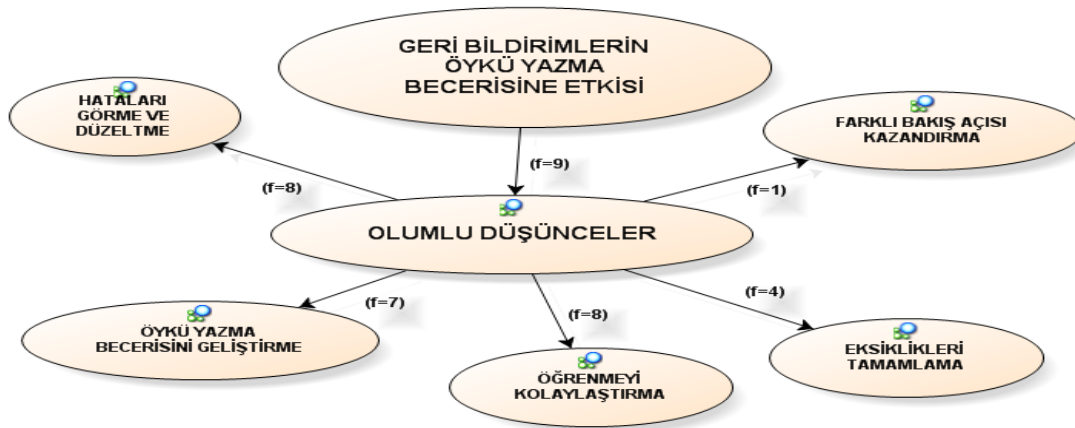 GERİ BİLDİRİMLERİN
ÖYKÜ YAZMA
BECERİSİNE ETKİSİ
HATALARI
GÖRME VE
DÜZELTME
FARKLI BAKIŞ AÇISI
KAZANDIRMA
(f=8)
(f=9)
(f=1)
OLUMLU DÜŞÜNCELER
(f=7)
(f=8)
(f=4)
ÖYKÜ YAZMA
BECERİSİNİ GELİŞTİRME
ÖĞRENMEYİ
KOLAYLAŞTIRMA
EKSİKLİKLERİ
TAMAMLAMA